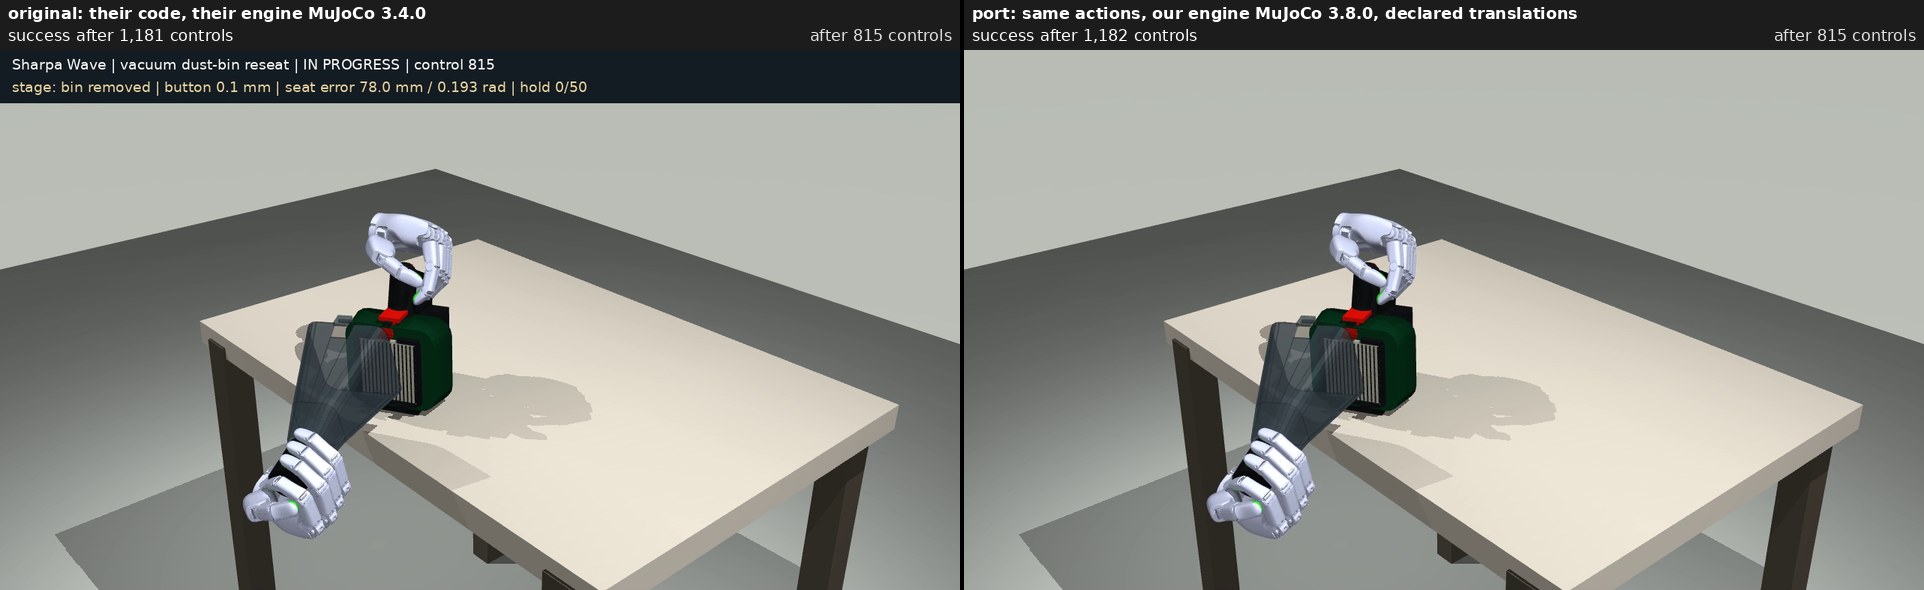 original: their code, their engine MuJoCo 3.4.0
success after 1,181 controls
after 815 controls
Sharpa Wave | vacuum dust-bin reseat | IN PROGRESS | control 815
stage: bin removed | button 0.1 mm | seat error 78.0 mm / 0.193 rad | hold 0/50
port: same actions, our engine MuJoCo 3.8.0, declared translations
success after 1,182 controls
after 815 controls